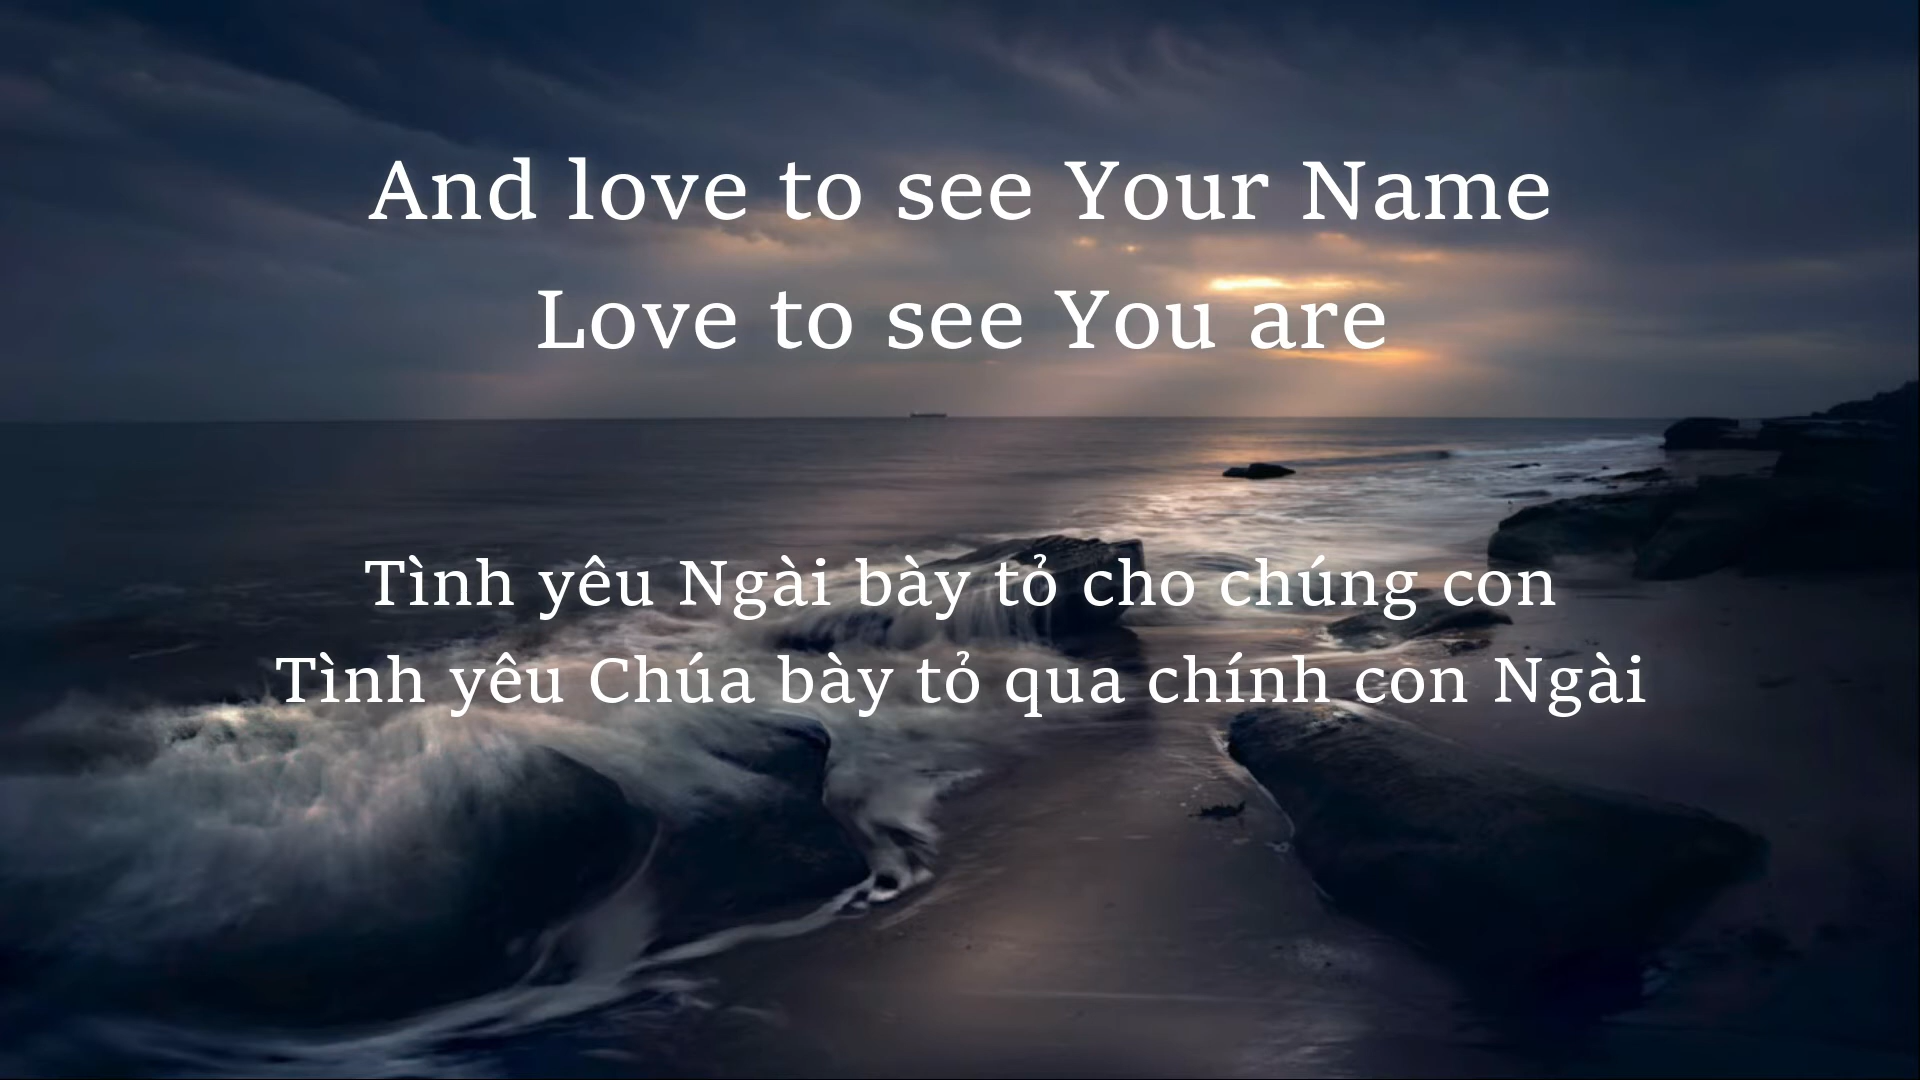 And love to see Your Name
Love to see You are
Tình yêu Ngài bày tỏ cho chúng con
Tình yêu Chúa bày tỏ qua chính con Ngài